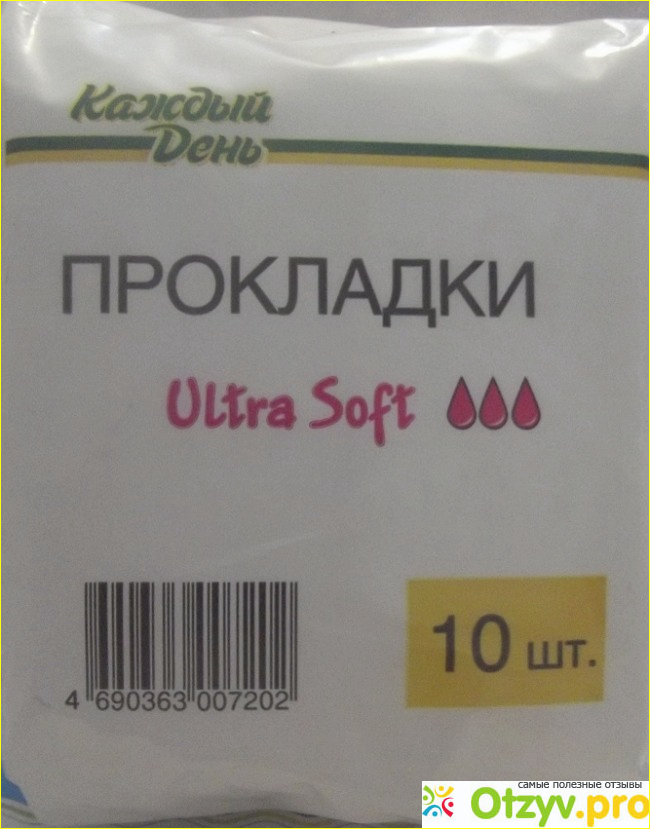 Каждый
День
ПРОКЛАДКИ
Ultra Soft
10 шт.
4 690363 007202
самые полезные отзывы
Otzyv.pro